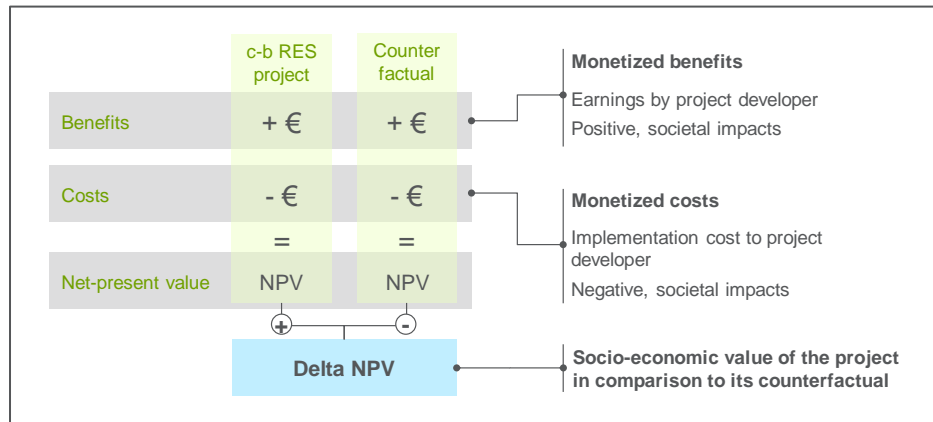 c-b RES
project
Counter
factual
Monetized benefits
Benefits
+ €
+ €
Earnings by project developer
Positive, societal impacts
Costs
- €
- €
Monetized costs
=
=
Implementation cost to project
developer
Net-present value
NPV
NPV
Negative, societal impacts
+
-
Delta NPV
Socio-economic value of the project
in comparison to its counterfactual